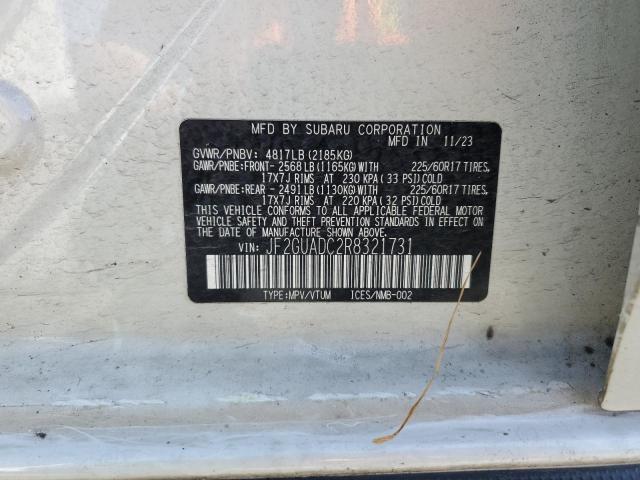 MFD BY SUBARU CORPORATION
MFD IN 11/23
GVWR/PNBV: 4817LB (2185KG)
GAWR/PNBE:FRONT- 2568LB (1165KG)WITH 225/60R17 TIRES,
17X7J RIMS AT 230 KPA (33 PSI)COLD
GAWR/PNBE:REAR - 2491LB (1130KG)WITH 225/60R17 TIRES,
17X7J RIMS AT 220 KPA (32 PSI)COLD
THIS VEHICLE CONFORMS TO ALL APPLICABLE FEDERAL MOTOR
VEHICLE SAFETY AND THEFT PREVENTION STANDARDS IN EFFECT
ON THE DATE OF MANUFACTURE SHOWN ABOVE.
VIN: JF2GUADC2R8321731
TYPE:MPV/VTUM ICES/NMB-002